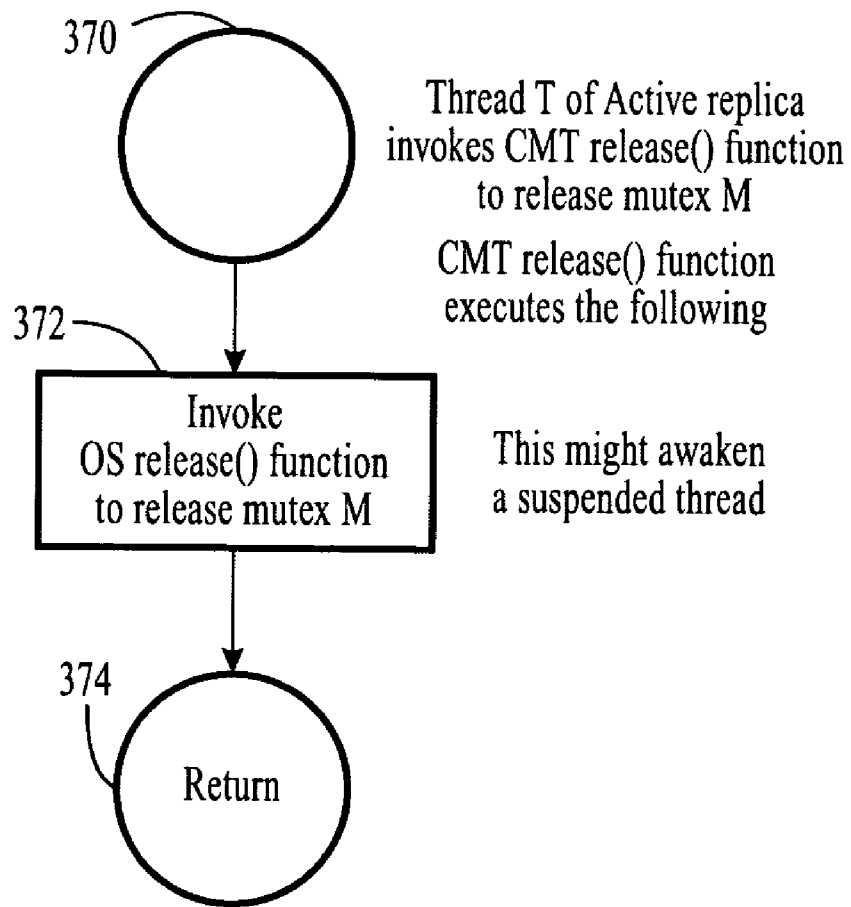 370
Thread T of Active replica
invokes CMT release() function
to release mutex M
CMT release() function
executes the following
372
Invoke
OS release() function
to release mutex M
This might awaken
a suspended thread
374
Return